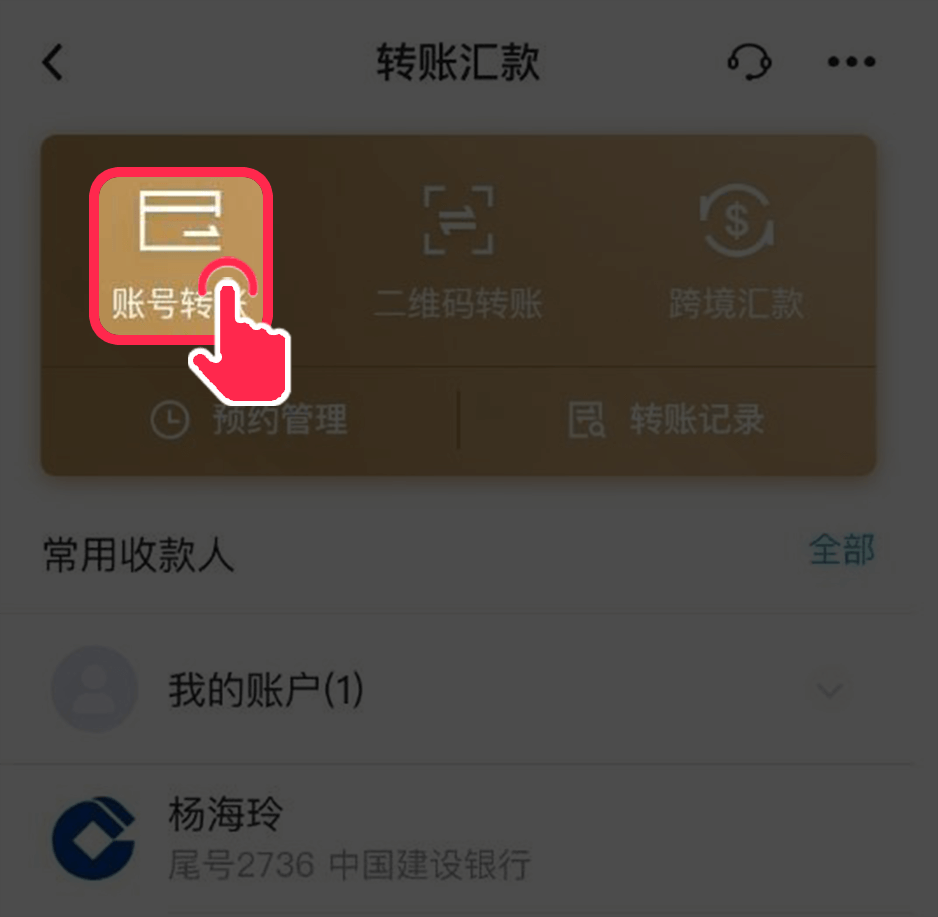 转账汇款
账号转
二维码转账
跨境汇款
预约管理
转账记录
常用收款人
全部
我的账户(1)
杨海玲
尾号2736 中国建设银行